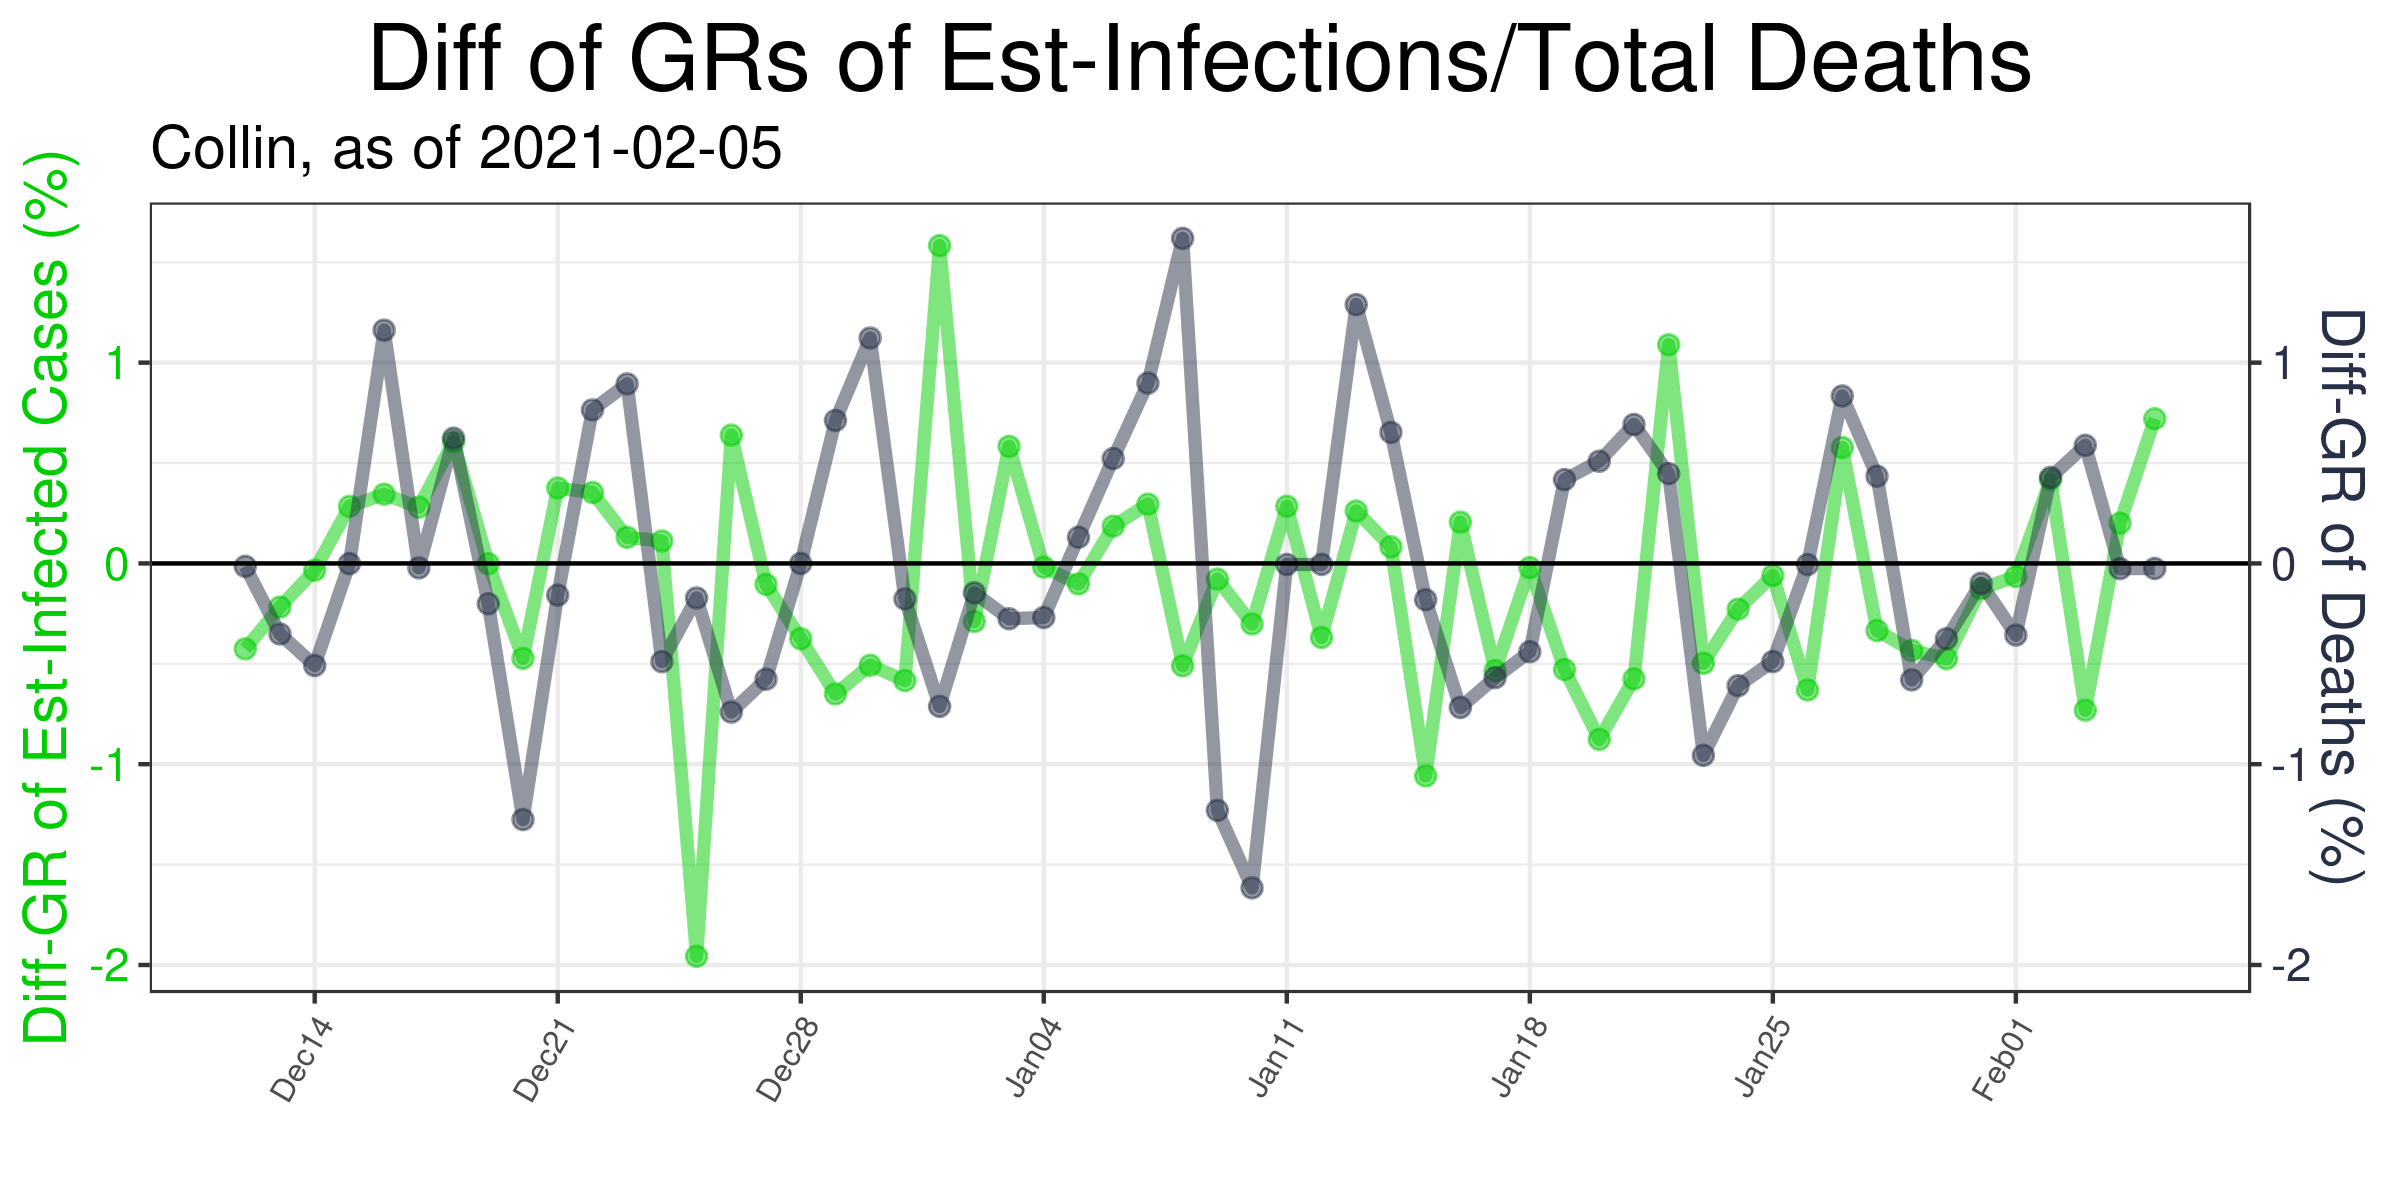 Diff of GRs of Est-Infections/Total Deaths
Collin, as of 2021-02-05
Diff-GR of Est-Infected Cases (%)
1
0
-1
-2
1
0
-1
-2
Diff-GR of Deaths (%)
Dec14
Dec21
Dec28
Jan04
Jan11
Jan18
Jan25
Feb01